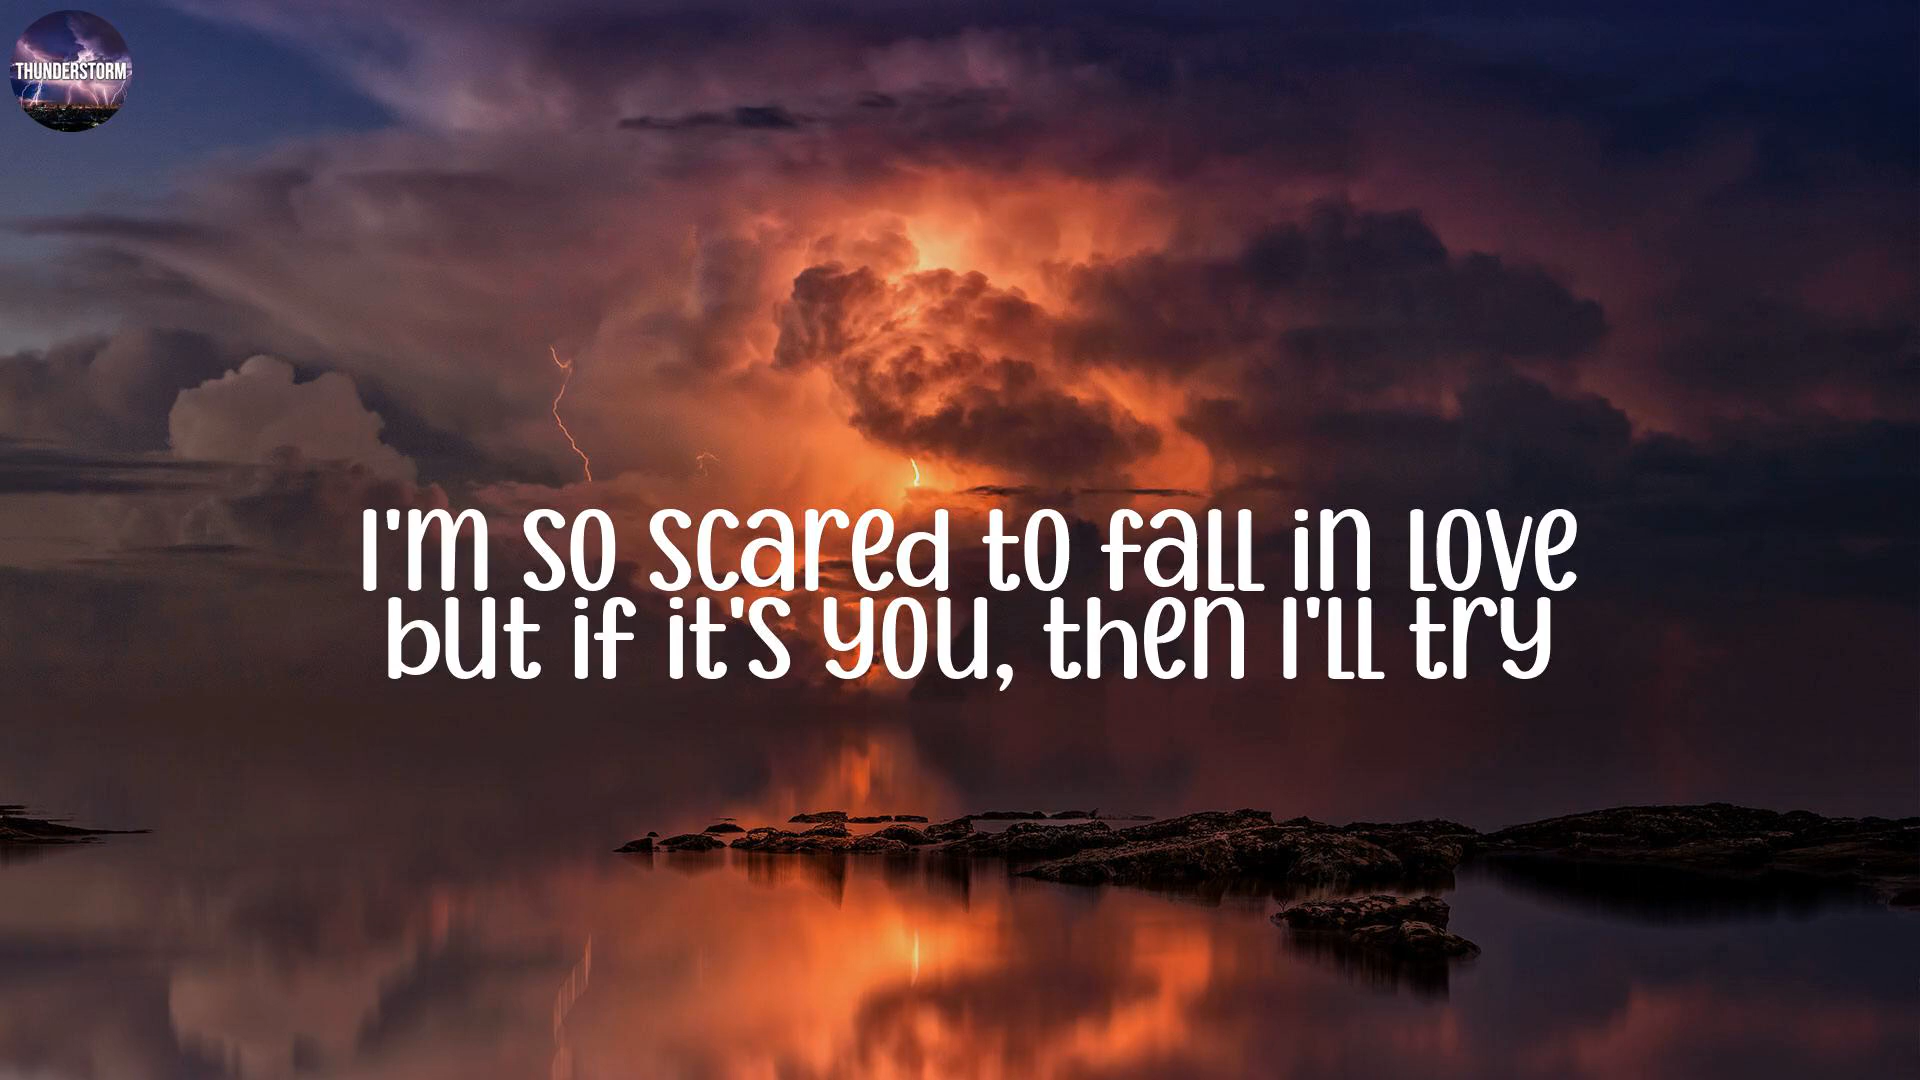 THUNDERSTORM
I'm so scared to fall in love
but if it's you, then I'll try